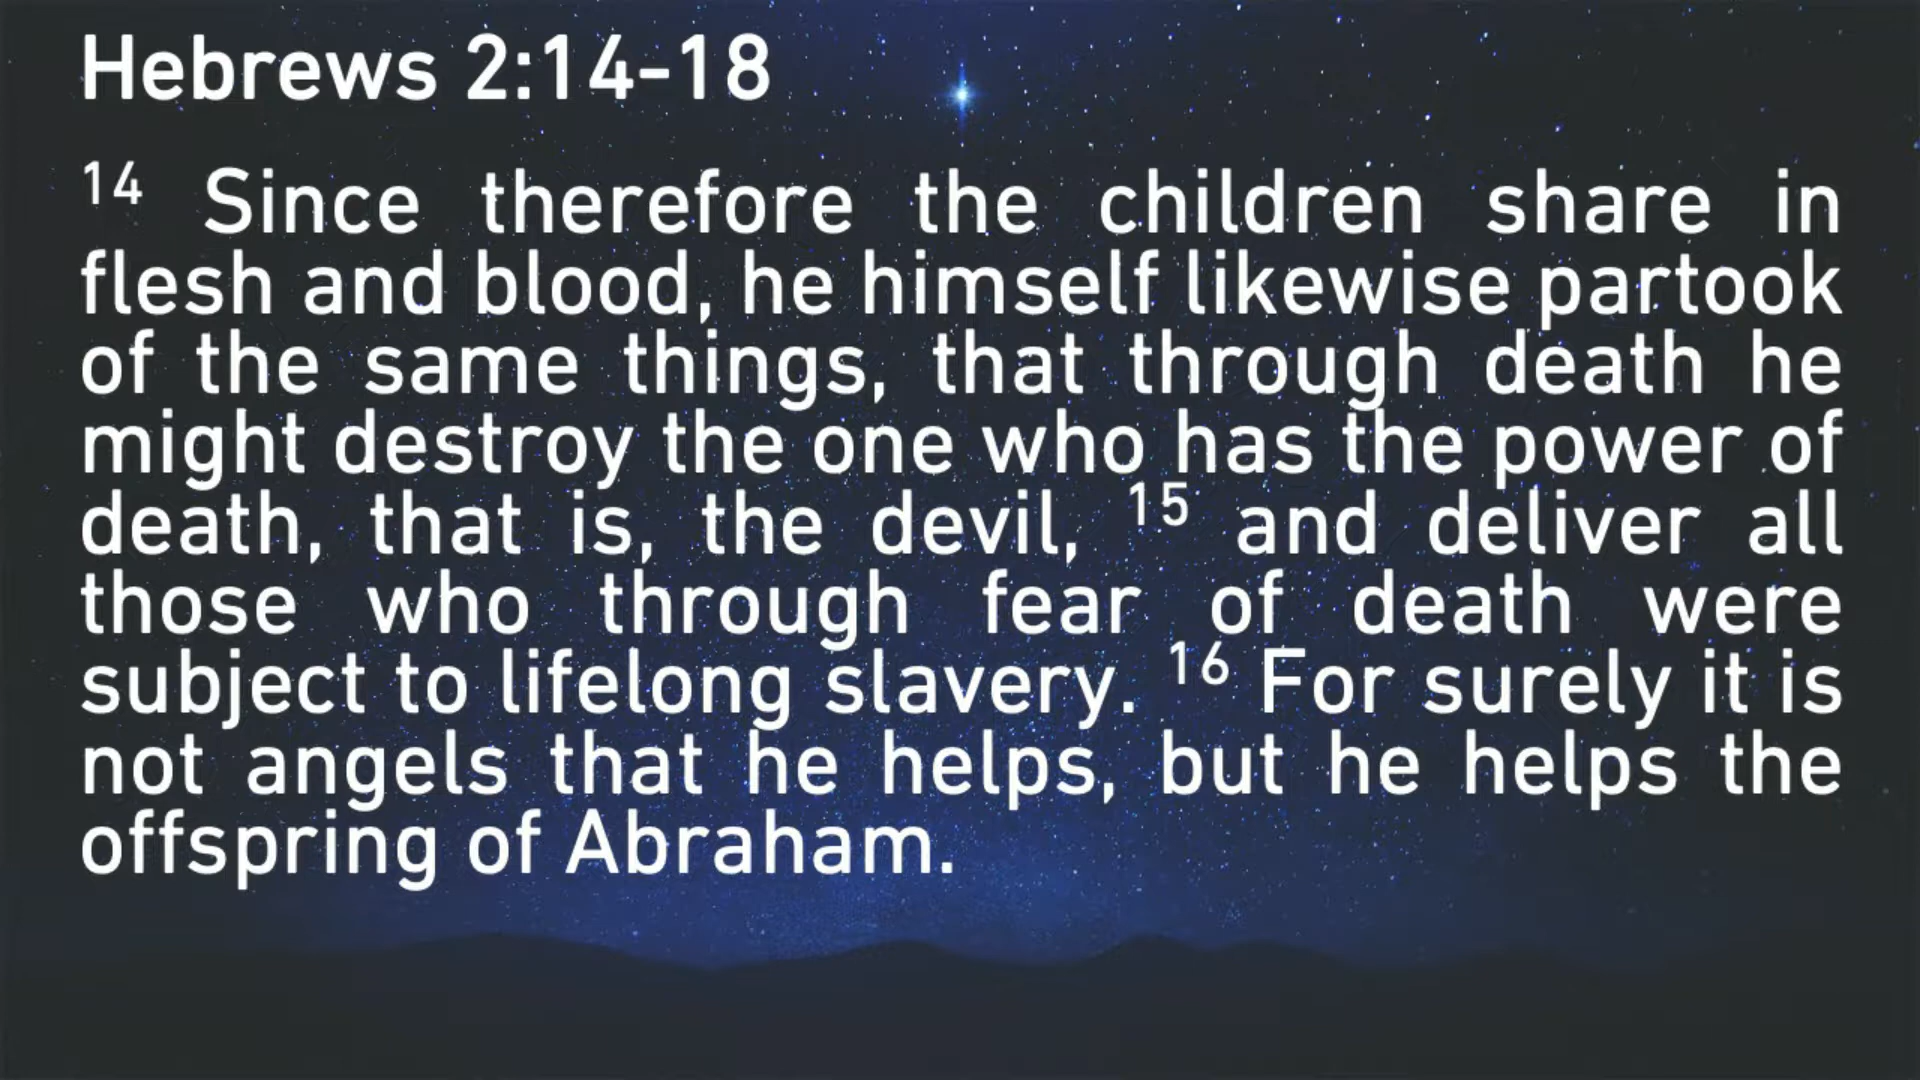 Hebrews 2:14-18
14 Since therefore the children share in
flesh and blood, he himself likewise partook
of the same things, that through death he
might destroy the one who has the power of
death, that is, the devil, 15 and deliver all
those who through fear of death were
subject to lifelong slavery. 16 For surely it is
not angels that he helps, but he helps the
offspring of Abraham.